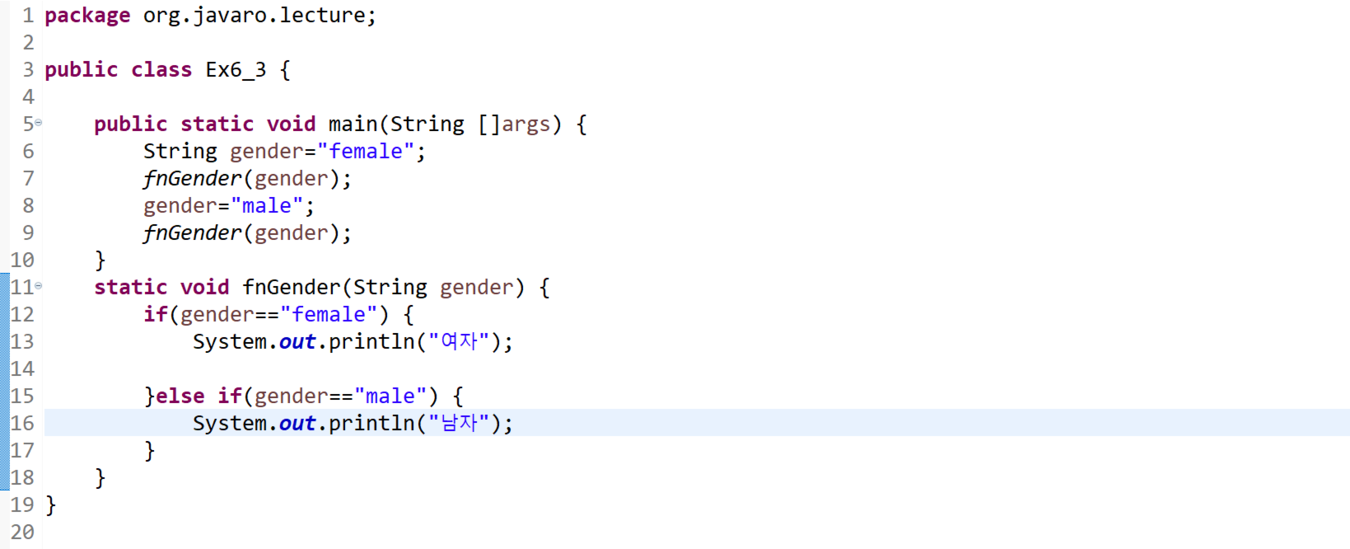 1 package org.javaro.lecture;
2
3 public class Ex6_3 {
4
5 public static void main(String []args) {
6 String gender="female";
7 fnGender(gender);
8 gender="male";
9 fnGender(gender);
10 }
11 static void fnGender(String gender) {
12 if(gender=="female") {
13 System.out.println("여자");
14
15 }else if(gender=="male") {
16 System.out.println("남자");
17 }
18 }
19 }
20